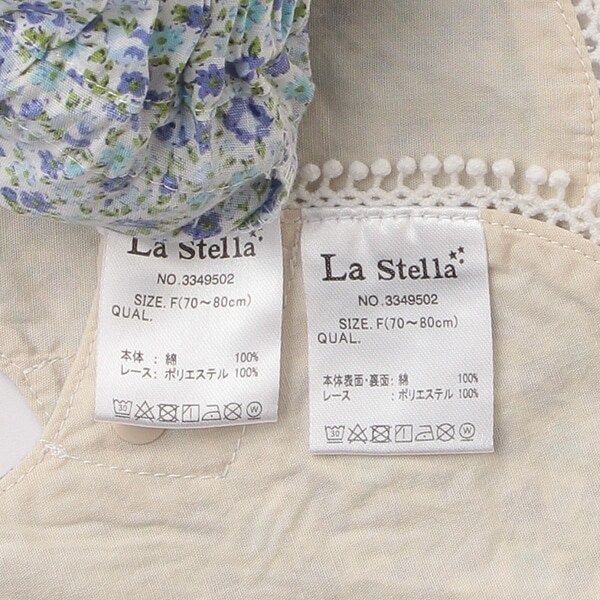 La Stella
NO.3349502
SIZE. F(70～80cm)
QUAL.
本体 : 綿 100%
レース: ポリエステル 100%
La Stella
NO.3349502
SIZE. F(70～80cm)
QUAL.
本体表面・裏面: 綿 100%
レース : ポリエステル 100%